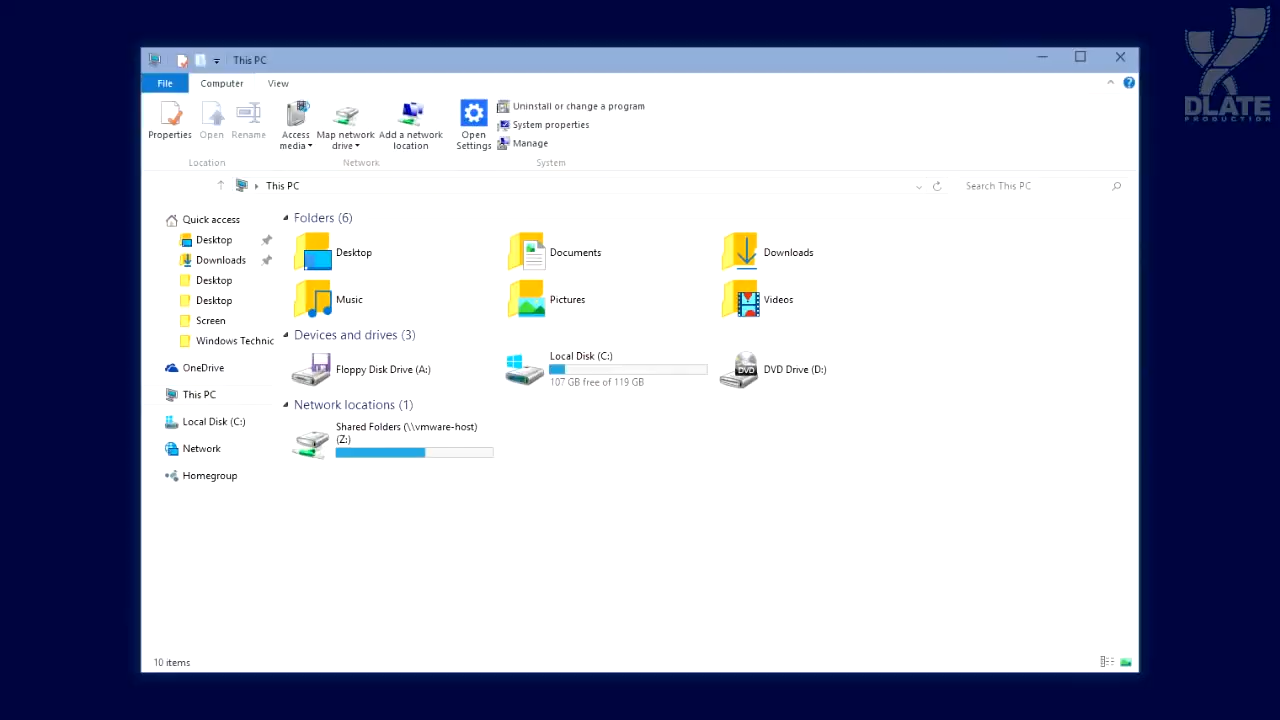 This PC
File
Computer
View
Properties
Open
Rename
Access media
Map network drive
Add a network location
Open Settings
Uninstall or change a program
System properties
Manage
Location
Network
System
This PC
Search This PC
Quick access
Desktop
Downloads
Desktop
Desktop
Screen
Windows Technic
OneDrive
This PC
Local Disk (C:)
Network
Homegroup
Folders (6)
Desktop
Documents
Downloads
Music
Pictures
Videos
Devices and drives (3)
Floppy Disk Drive (A:)
Local Disk (C:)
107 GB free of 119 GB
DVD
DVD Drive (D:)
Network locations (1)
Shared Folders (\\vmware-host)
(Z:)
10 items
DLATE
PRODUCTION